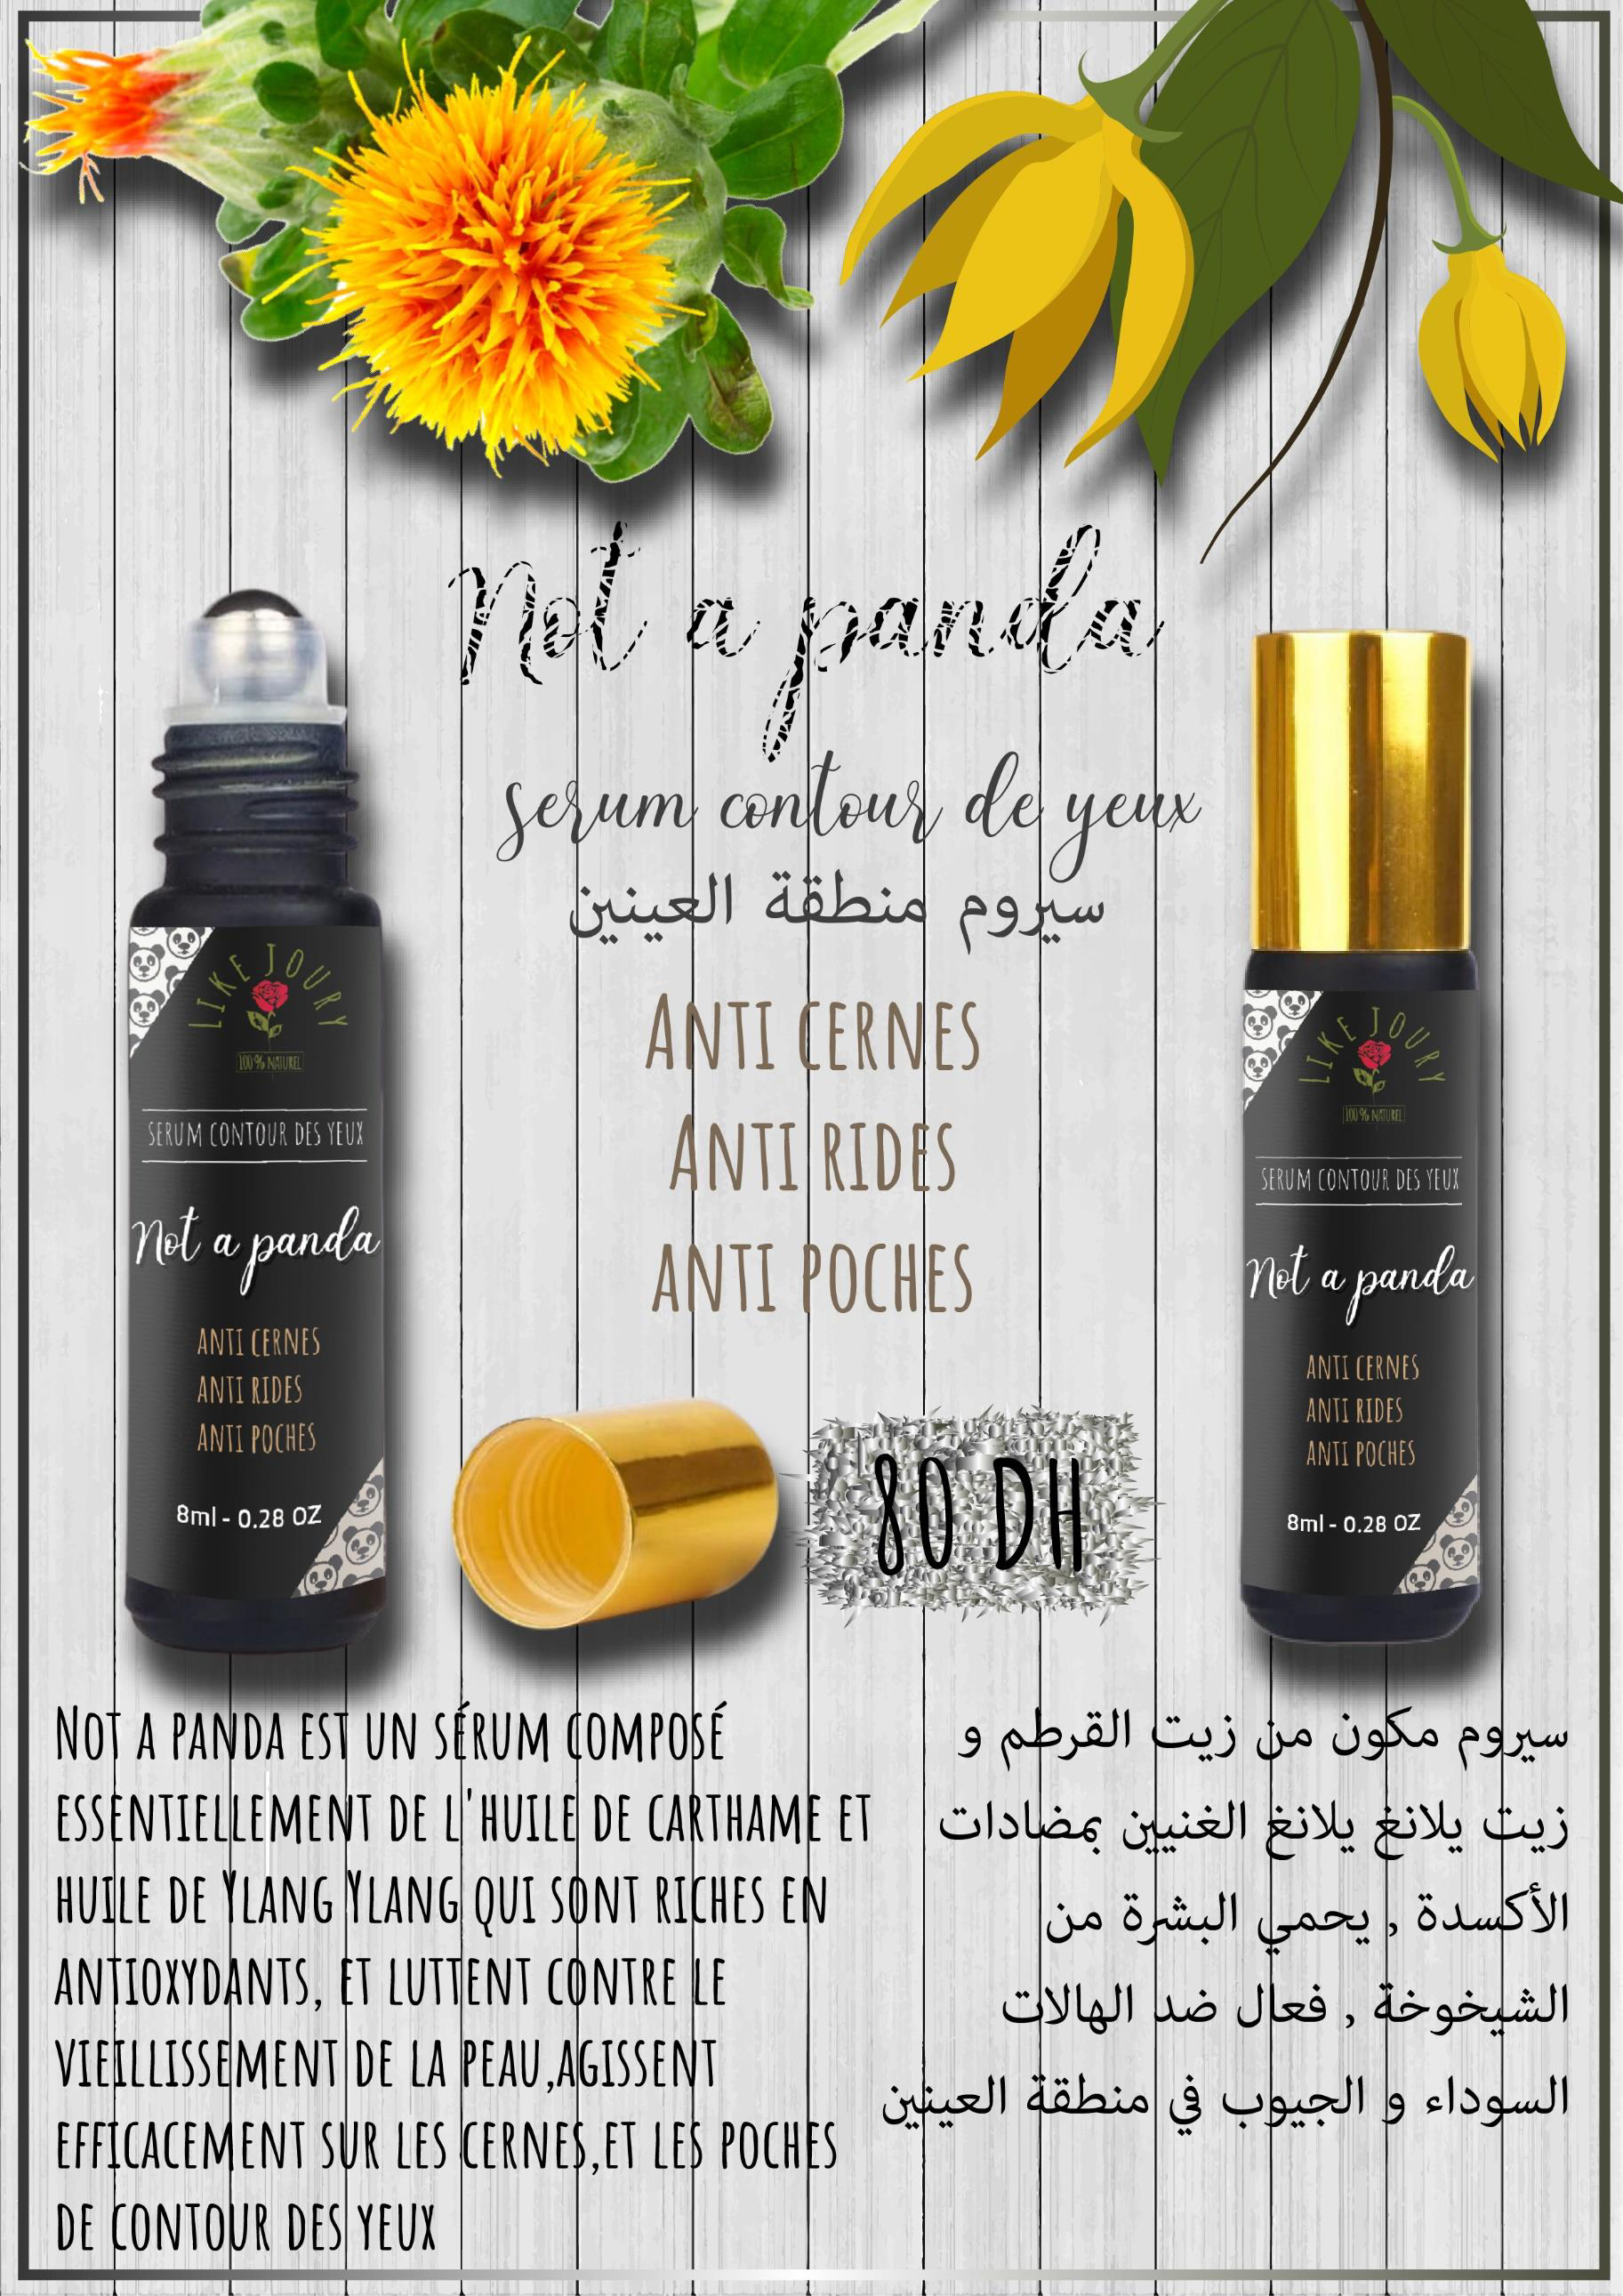 Not a panda
serum contour de yeux
سيروم منطقة العينين
ANTI CERNES
ANTI RIDES
ANTI POCHES
LIKE JOURY
100 % NATUREL
SERUM CONTOUR DES YEUX
Not a panda
ANTI CERNES
ANTI RIDES
ANTI POCHES
8ml - 0.28 OZ
LIKE JOURY
100 % NATUREL
SERUM CONTOUR DES YEUX
Not a panda
ANTI CERNES
ANTI RIDES
ANTI POCHES
8ml - 0.28 OZ
80 DH
NOT A PANDA EST UN SÉRUM COMPOSÉ
ESSENTIELLEMENT DE L'HUILE DE CARTHAME ET
HUILE DE YLANG YLANG QUI SONT RICHES EN
ANTIOXYDANTS, ET LUTTENT CONTRE LE
VIEILLISSEMENT DE LA PEAU,AGISSENT
EFFICACEMENT SUR LES CERNES,ET LES POCHES
DE CONTOUR DES YEUX
سيروم مكون من زيت القرطم و
زيت يلانغ يلانغ الغنيين بمضادات
الأكسدة , يحمي البشرة من
الشيخوخة , فعال ضد الهالات
السوداء و الجيوب في منطقة العينين